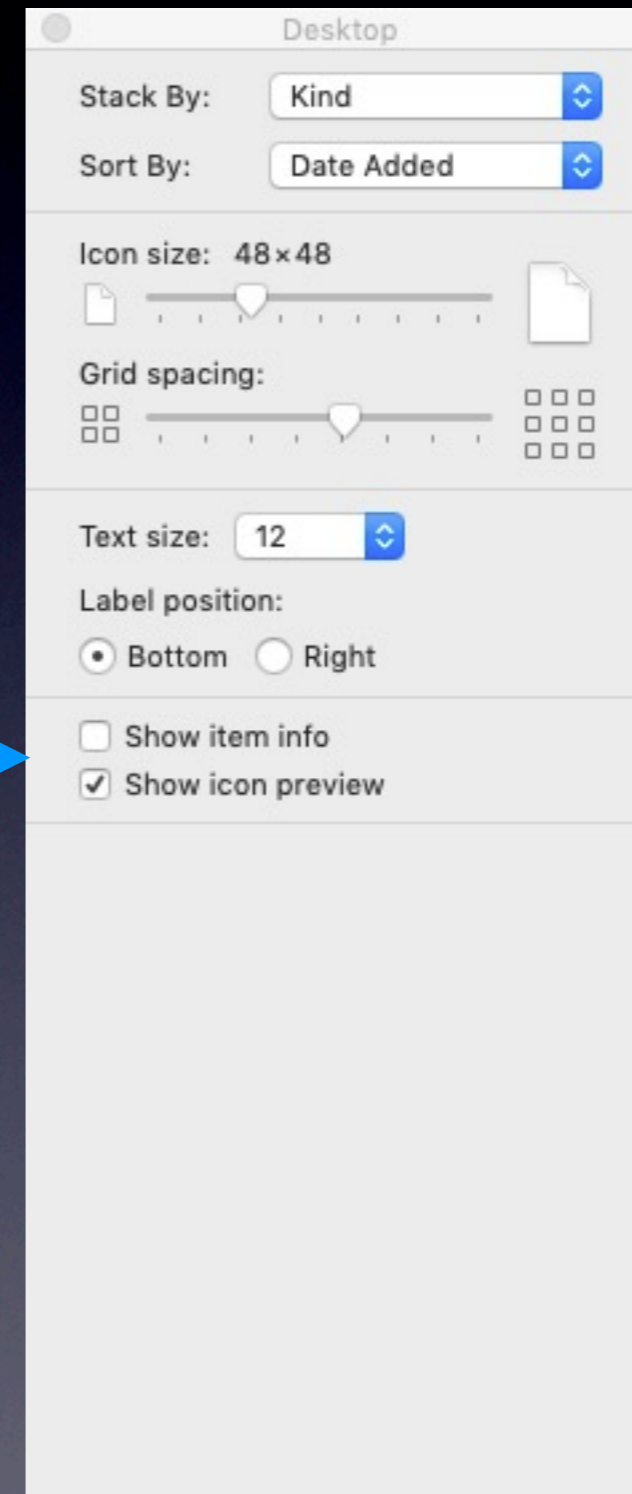 Desktop
Stack By: Kind
Sort By: Date Added
Icon size: 48×48
Grid spacing:
Text size: 12
Label position:
Bottom Right
Show item info
Show icon preview